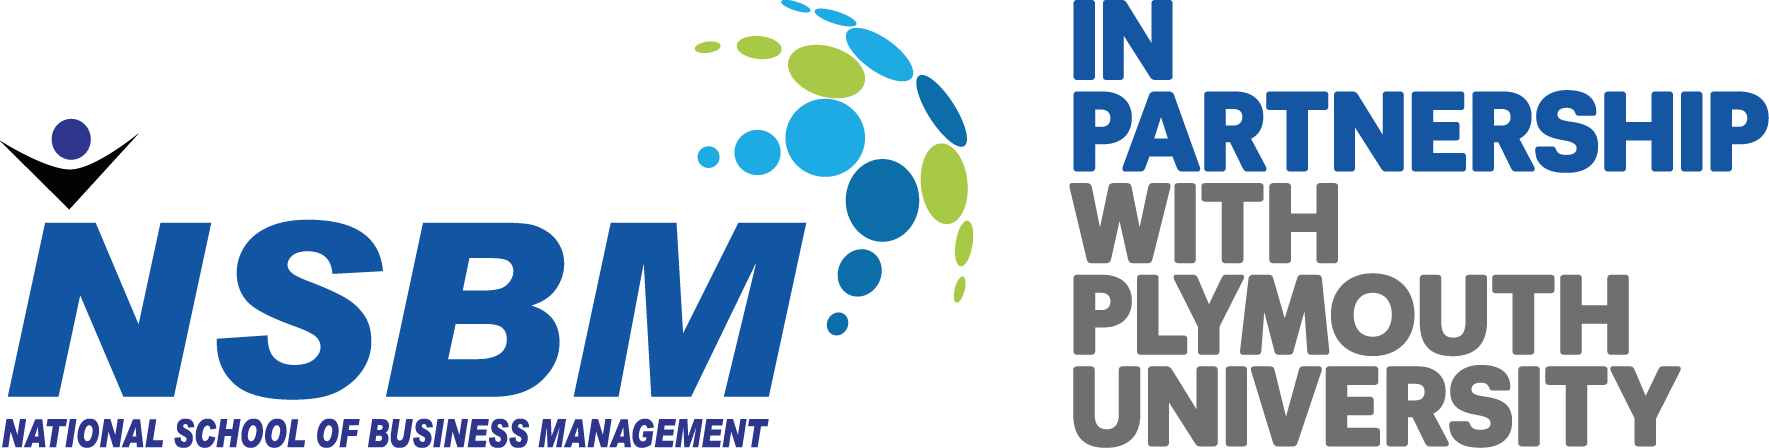 NSBM
NATIONAL SCHOOL OF BUSINESS MANAGEMENT
IN
PARTNERSHIP
WITH
PLYMOUTH
UNIVERSITY